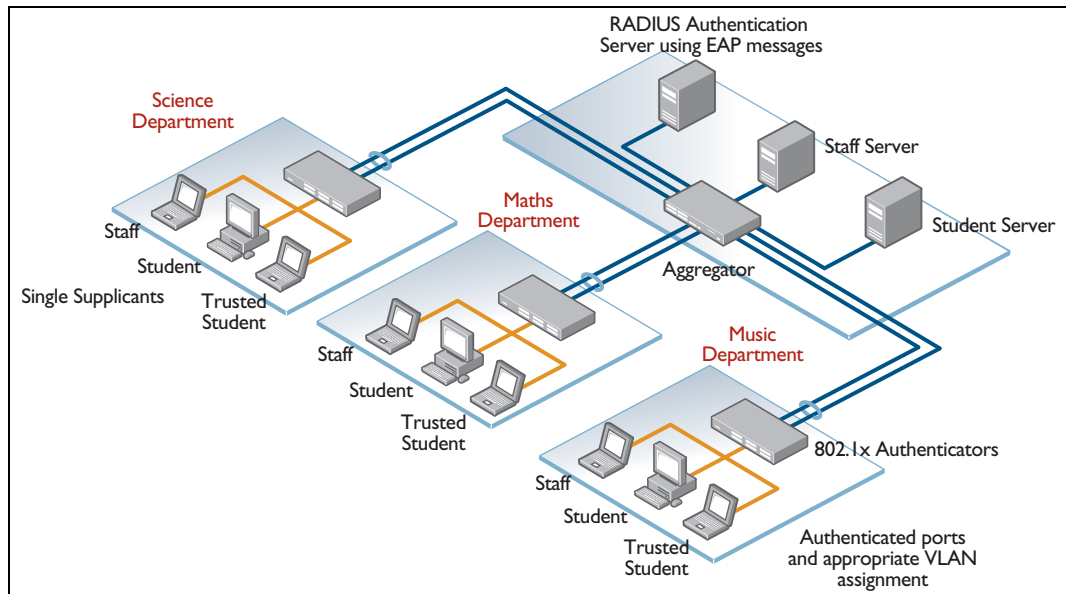 RADIUS Authentication
Server using EAP messages
Science
Department
Staff Server
Maths
Department
Student Server
Staff
Student
Aggregator
Single Supplicants
Trusted
Student
Music
Department
Staff
Student
Trusted
Student
802.1x Authenticators
Staff
Student
Trusted
Student
Authenticated ports
and appropriate VLAN
assignment